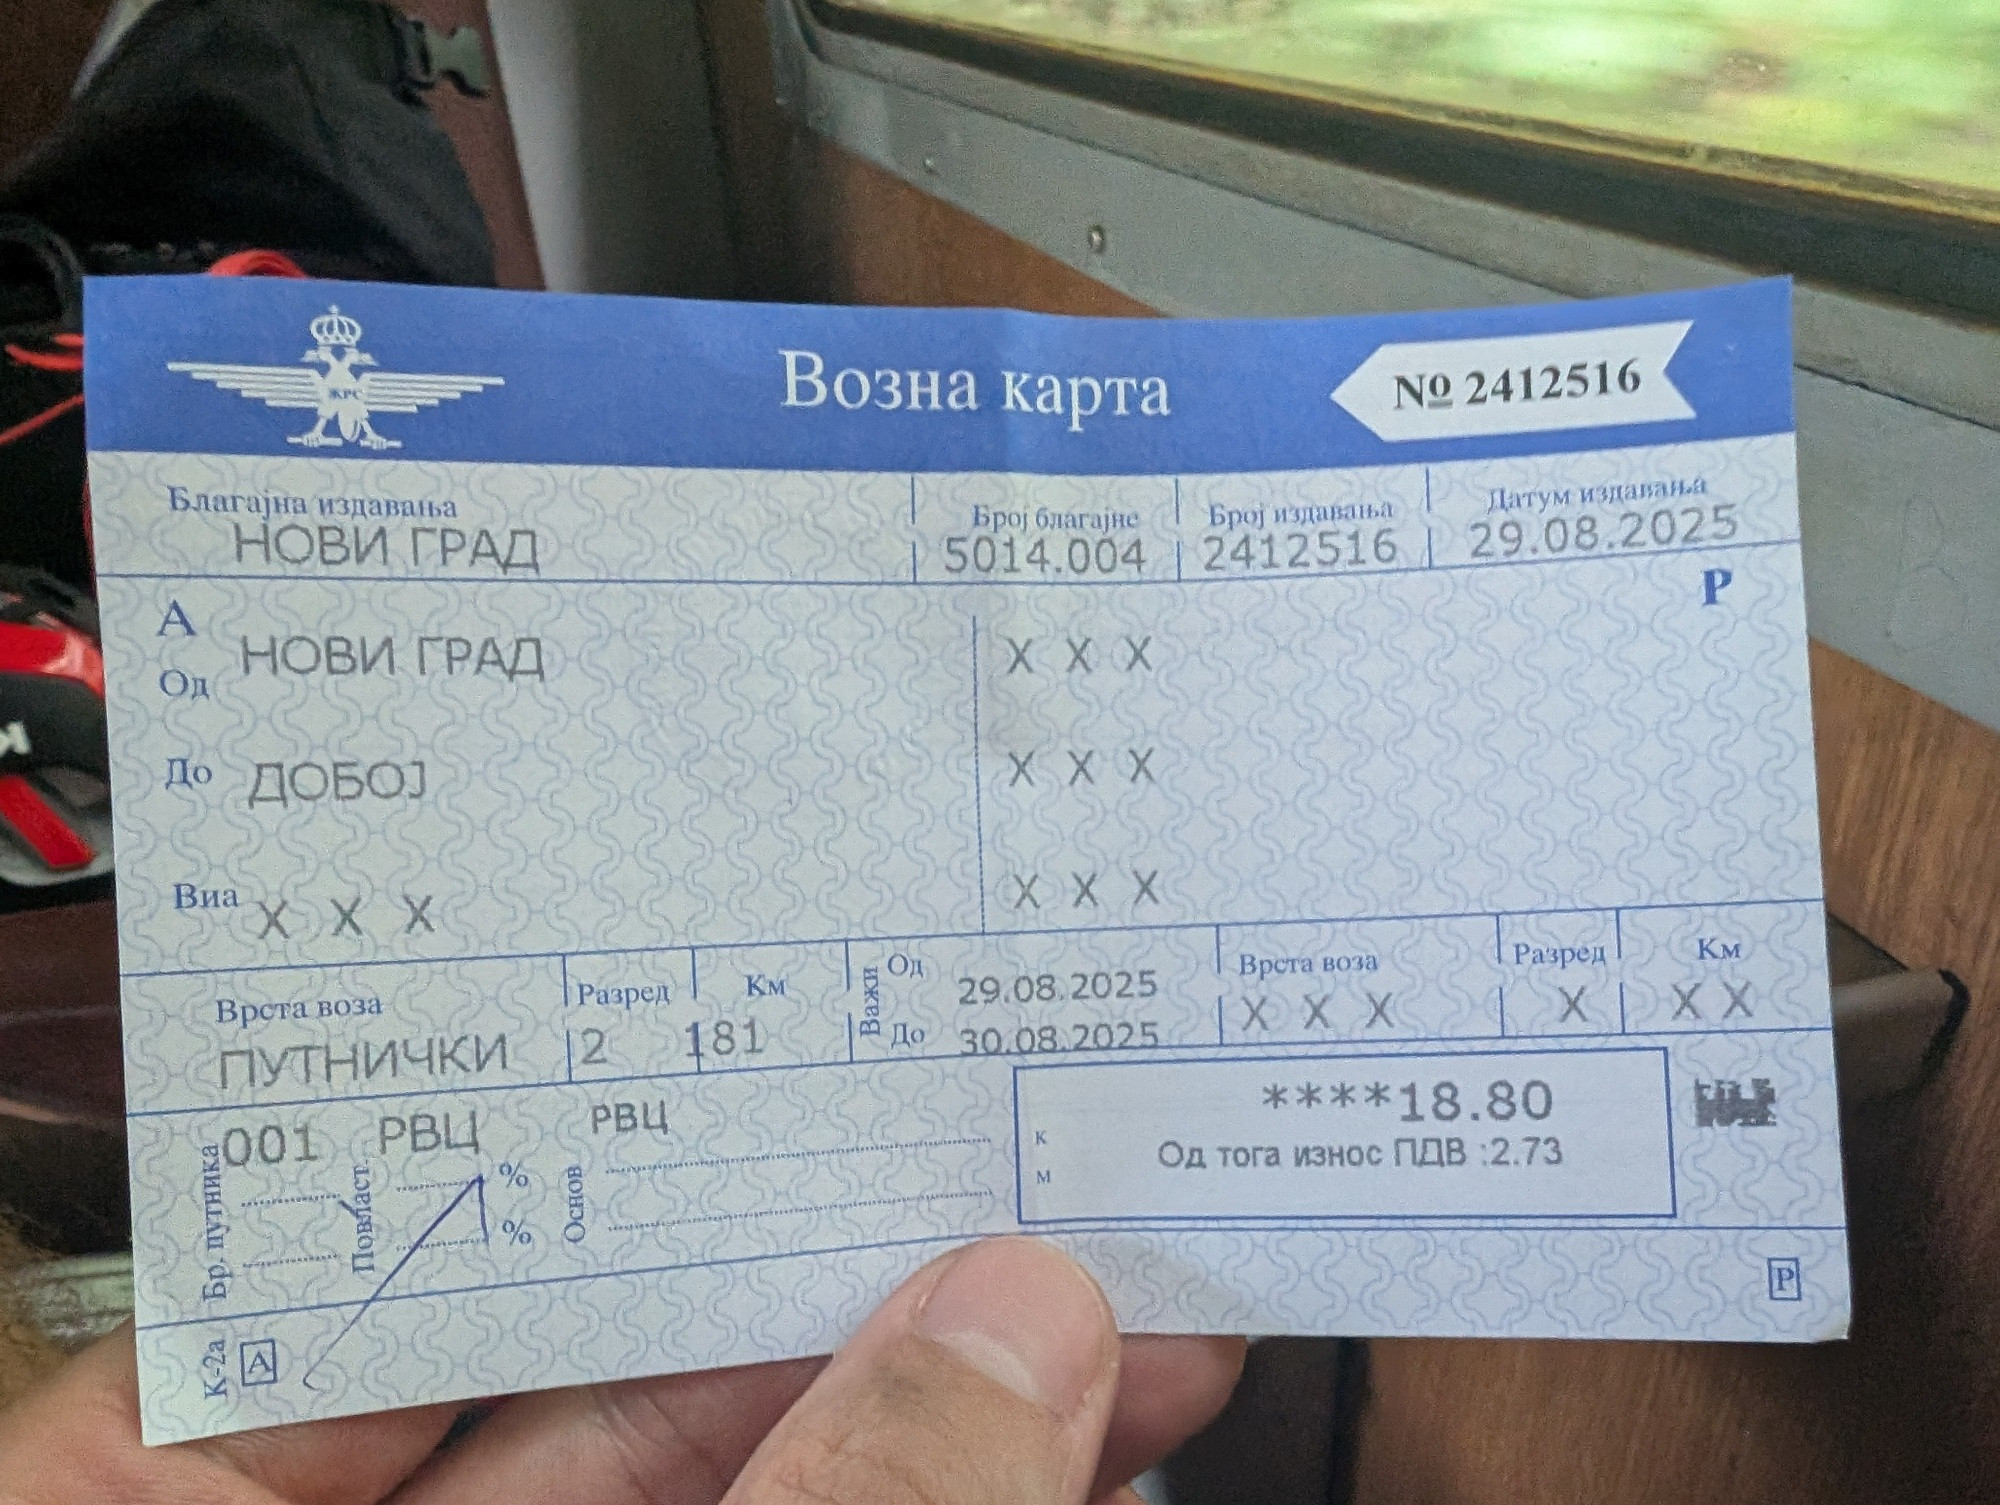 ЖРС
Возна карта
№ 2412516
Благајна издавања
НОВИ ГРАД
Број благајне
5014.004
Број издавања
2412516
Датум издавања
29.08.2025
А
Р
Од НОВИ ГРАД
X X X
До ДОБОЈ
X X X
Виа X X X
X X X
Врста воза
ПУТНИЧКИ
Разред
2
Км
181
Важи
Од 29.08.2025
До 30.08.2025
Врста воза
X X X
Разред
X
Км
X X
Бр. путника
001
Повласт.
РВЦ
%
%
Основ
РВЦ
К
М
****18.80
Од тога износ ПДВ :2.73
К-2а
А
Р